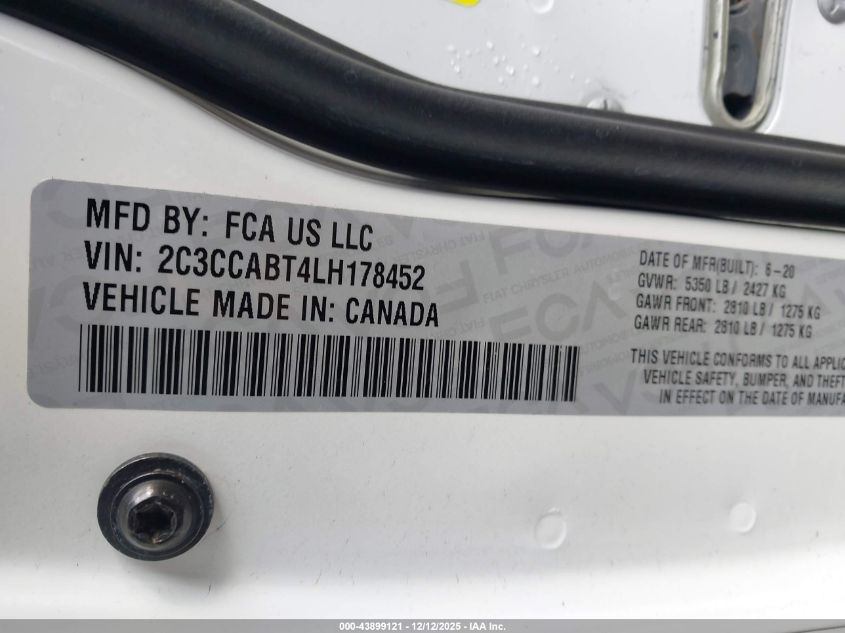 MFD BY: FCA US LLC
VIN: 2C3CCABT4LH178452
VEHICLE MADE IN: CANADA
DATE OF MFR(BUILT): 6-20
GVWR: 5350 LB / 2427 KG
GAWR FRONT: 2810 LB / 1275 KG
GAWR REAR: 2810 LB / 1275 KG
THIS VEHICLE CONFORMS TO ALL APPLIC
VEHICLE SAFETY, BUMPER, AND THEFT
IN EFFECT ON THE DATE OF MANUFA
000-43899121 - 12/12/2025 - IAA Inc.